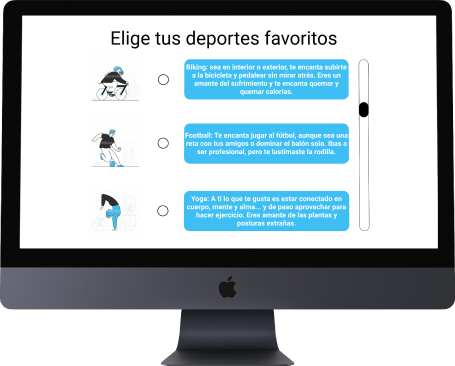 Elige tus deportes favoritos
Biking: sea en interior o exterior, te encanta subirte
a la bicicleta y pedalear sin mirar atrás. Eres un
amante del sufrimiento y te encanta quemar y
quemar calorías.
Football: Te encanta jugar al fútbol, aunque sea una
reta con tus amigos o dominar el balón solo. Ibas a
ser profesional, pero te lastimaste la rodilla.
Yoga: A ti lo que te gusta es estar conectado en
cuerpo, mente y alma... y de paso aprovechar para
hacer ejercicio. Eres amante de las plantas y
posturas extrañas.